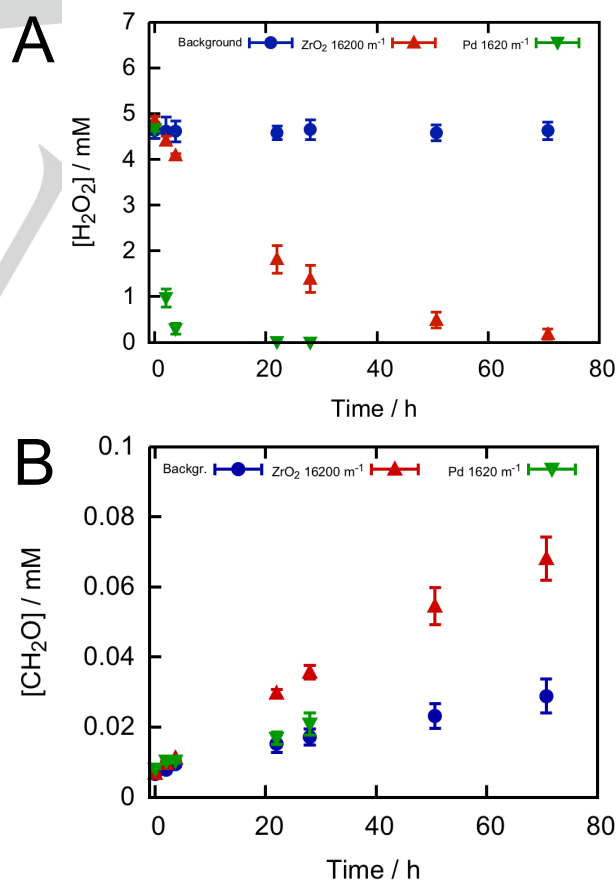 A
7
6
5
4
3
2
1
0
[H₂O₂] / mM
Background ZrO₂ 16200 m⁻¹ Pd 1620 m⁻¹
0 20 40 60 80
Time / h
B
0.1
0.08
0.06
0.04
0.02
0
[CH₂O] / mM
Backgr. ZrO₂ 16200 m⁻¹ Pd 1620 m⁻¹
0 20 40 60 80
Time / h